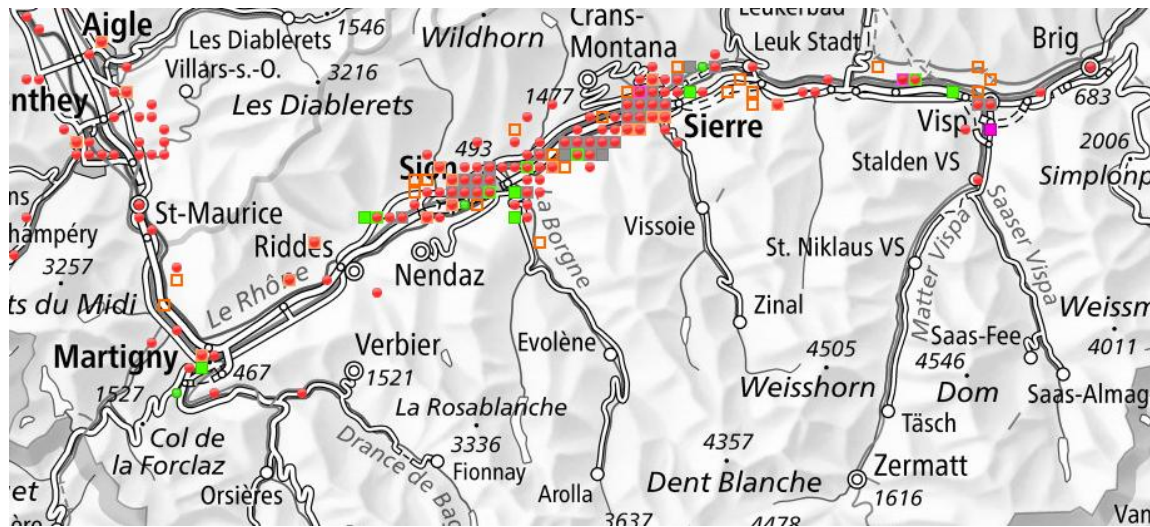 Aigle
Les Diablerets
1546
Wildhorn
Crans-
Montana
Leukerbad
Leuk Stadt
Brig
Villars-s.-O.
3216
Les Diablerets
1477
Sierre
Visp
683
nthey
493
Sion
Stalden VS
2006
Simplonp
ns
St-Maurice
hampéry
3257
ts du Midi
Riddes
Le Rhône
Nendaz
La Borgne
Vissoie
St. Niklaus VS
Matter Vispa
Saaser Vispa
Zinal
Weissm
4011
Martigny
467
1527
Verbier
1521
Evolène
4505
Weisshorn
Saas-Fee
4546
Dom
Saas-Almag
La Rosablanche
3336
Col de
la Forclaz
Drance de Bag
Fionnay
Täsch
4357
Dent Blanche
Zermatt
1616
et
ère
Orsières
Arolla
3637
4478
Van